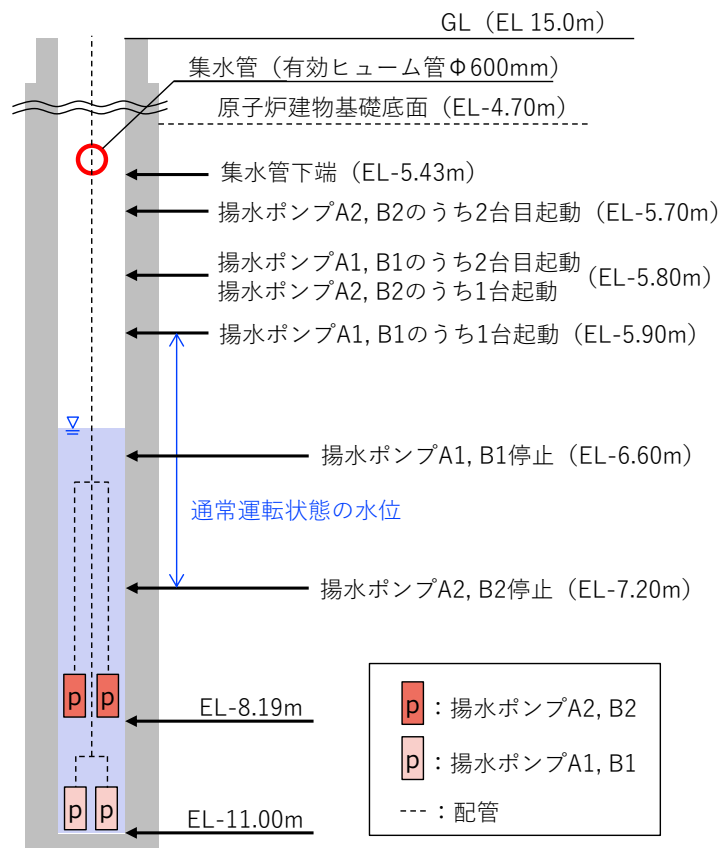 GL（EL 15.0m）
集水管（有効ヒューム管Φ600mm）
原子炉建物基礎底面（EL-4.70m）
集水管下端（EL-5.43m）
揚水ポンプA2, B2のうち2台目起動（EL-5.70m）
揚水ポンプA1, B1のうち2台目起動
揚水ポンプA2, B2のうち1台起動
（EL-5.80m）
揚水ポンプA1, B1のうち1台起動（EL-5.90m）
揚水ポンプA1, B1停止（EL-6.60m）
通常運転状態の水位
揚水ポンプA2, B2停止（EL-7.20m）
p p
EL-8.19m
p：揚水ポンプA2, B2
p：揚水ポンプA1, B1
p p
EL-11.00m
：配管